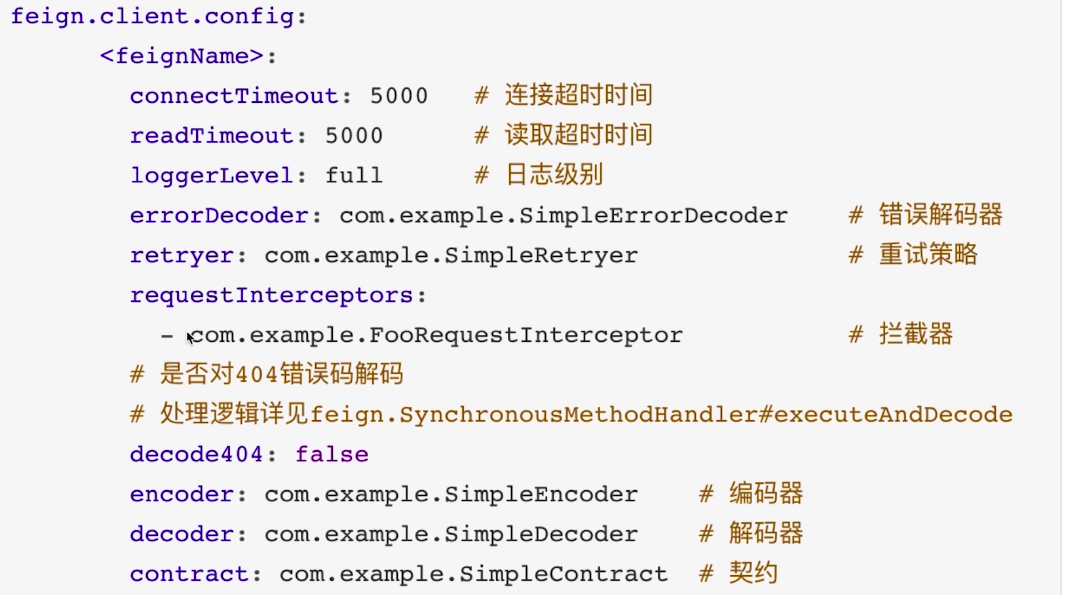 feign.client.config:
<feignName>:
connectTimeout: 5000 # 连接超时时间
readTimeout: 5000 # 读取超时时间
loggerLevel: full # 日志级别
errorDecoder: com.example.SimpleErrorDecoder # 错误解码器
retryer: com.example.SimpleRetryer # 重试策略
requestInterceptors:
- com.example.FooRequestInterceptor # 拦截器
# 是否对404错误码解码
# 处理逻辑详见feign.SynchronousMethodHandler#executeAndDecode
decode404: false
encoder: com.example.SimpleEncoder # 编码器
decoder: com.example.SimpleDecoder # 解码器
contract: com.example.SimpleContract # 契约